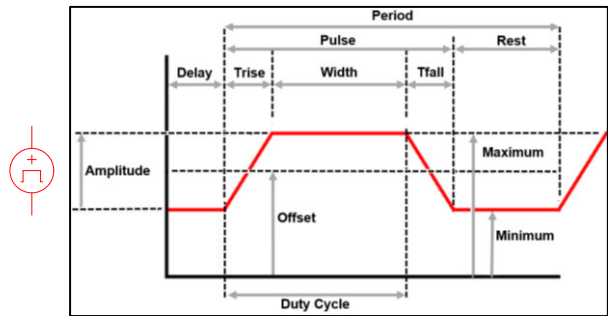 Period
Pulse Rest
Delay Trise Width Tfall
Amplitude
Maximum
Offset
Minimum
Duty Cycle
+